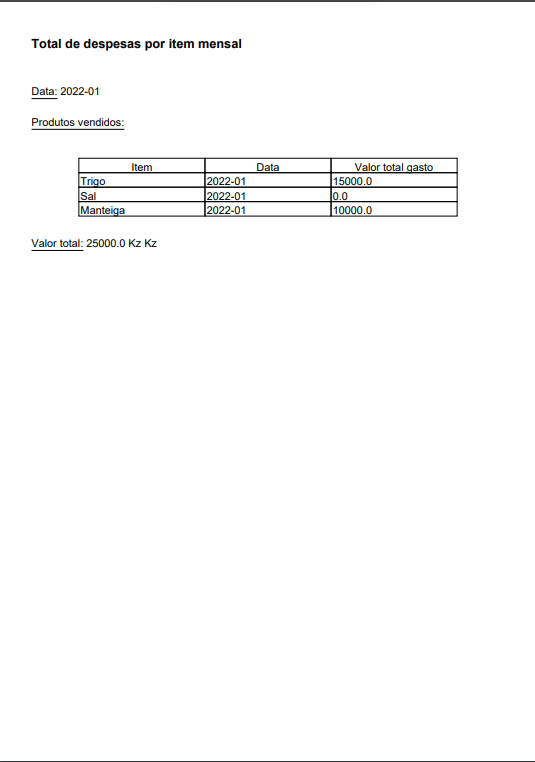 Total de despesas por item mensal
Data: 2022-01
Produtos vendidos:
Item Data Valor total gasto
Trigo 2022-01 15000.0
Sal 2022-01 0.0
Manteiga 2022-01 10000.0
Valor total: 25000.0 Kz Kz